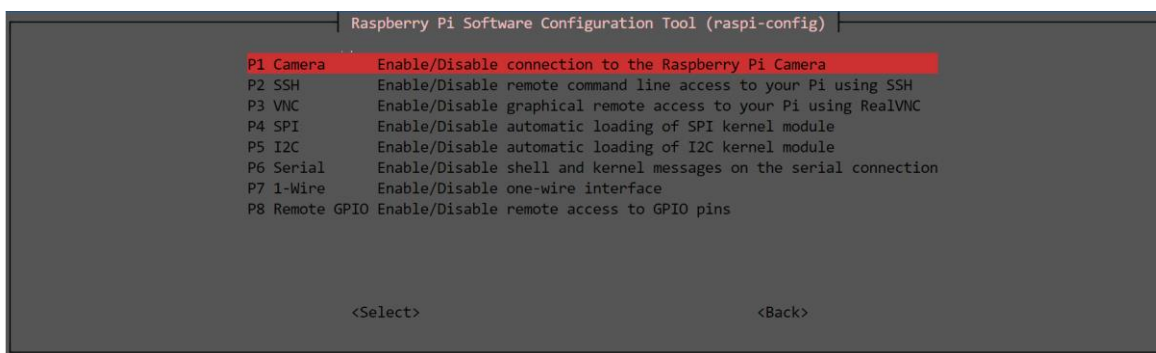 Raspberry Pi Software Configuration Tool (raspi-config)
P1 Camera Enable/Disable connection to the Raspberry Pi Camera
P2 SSH Enable/Disable remote command line access to your Pi using SSH
P3 VNC Enable/Disable graphical remote access to your Pi using RealVNC
P4 SPI Enable/Disable automatic loading of SPI kernel module
P5 I2C Enable/Disable automatic loading of I2C kernel module
P6 Serial Enable/Disable shell and kernel messages on the serial connection
P7 1-Wire Enable/Disable one-wire interface
P8 Remote GPIO Enable/Disable remote access to GPIO pins
<Select> <Back>